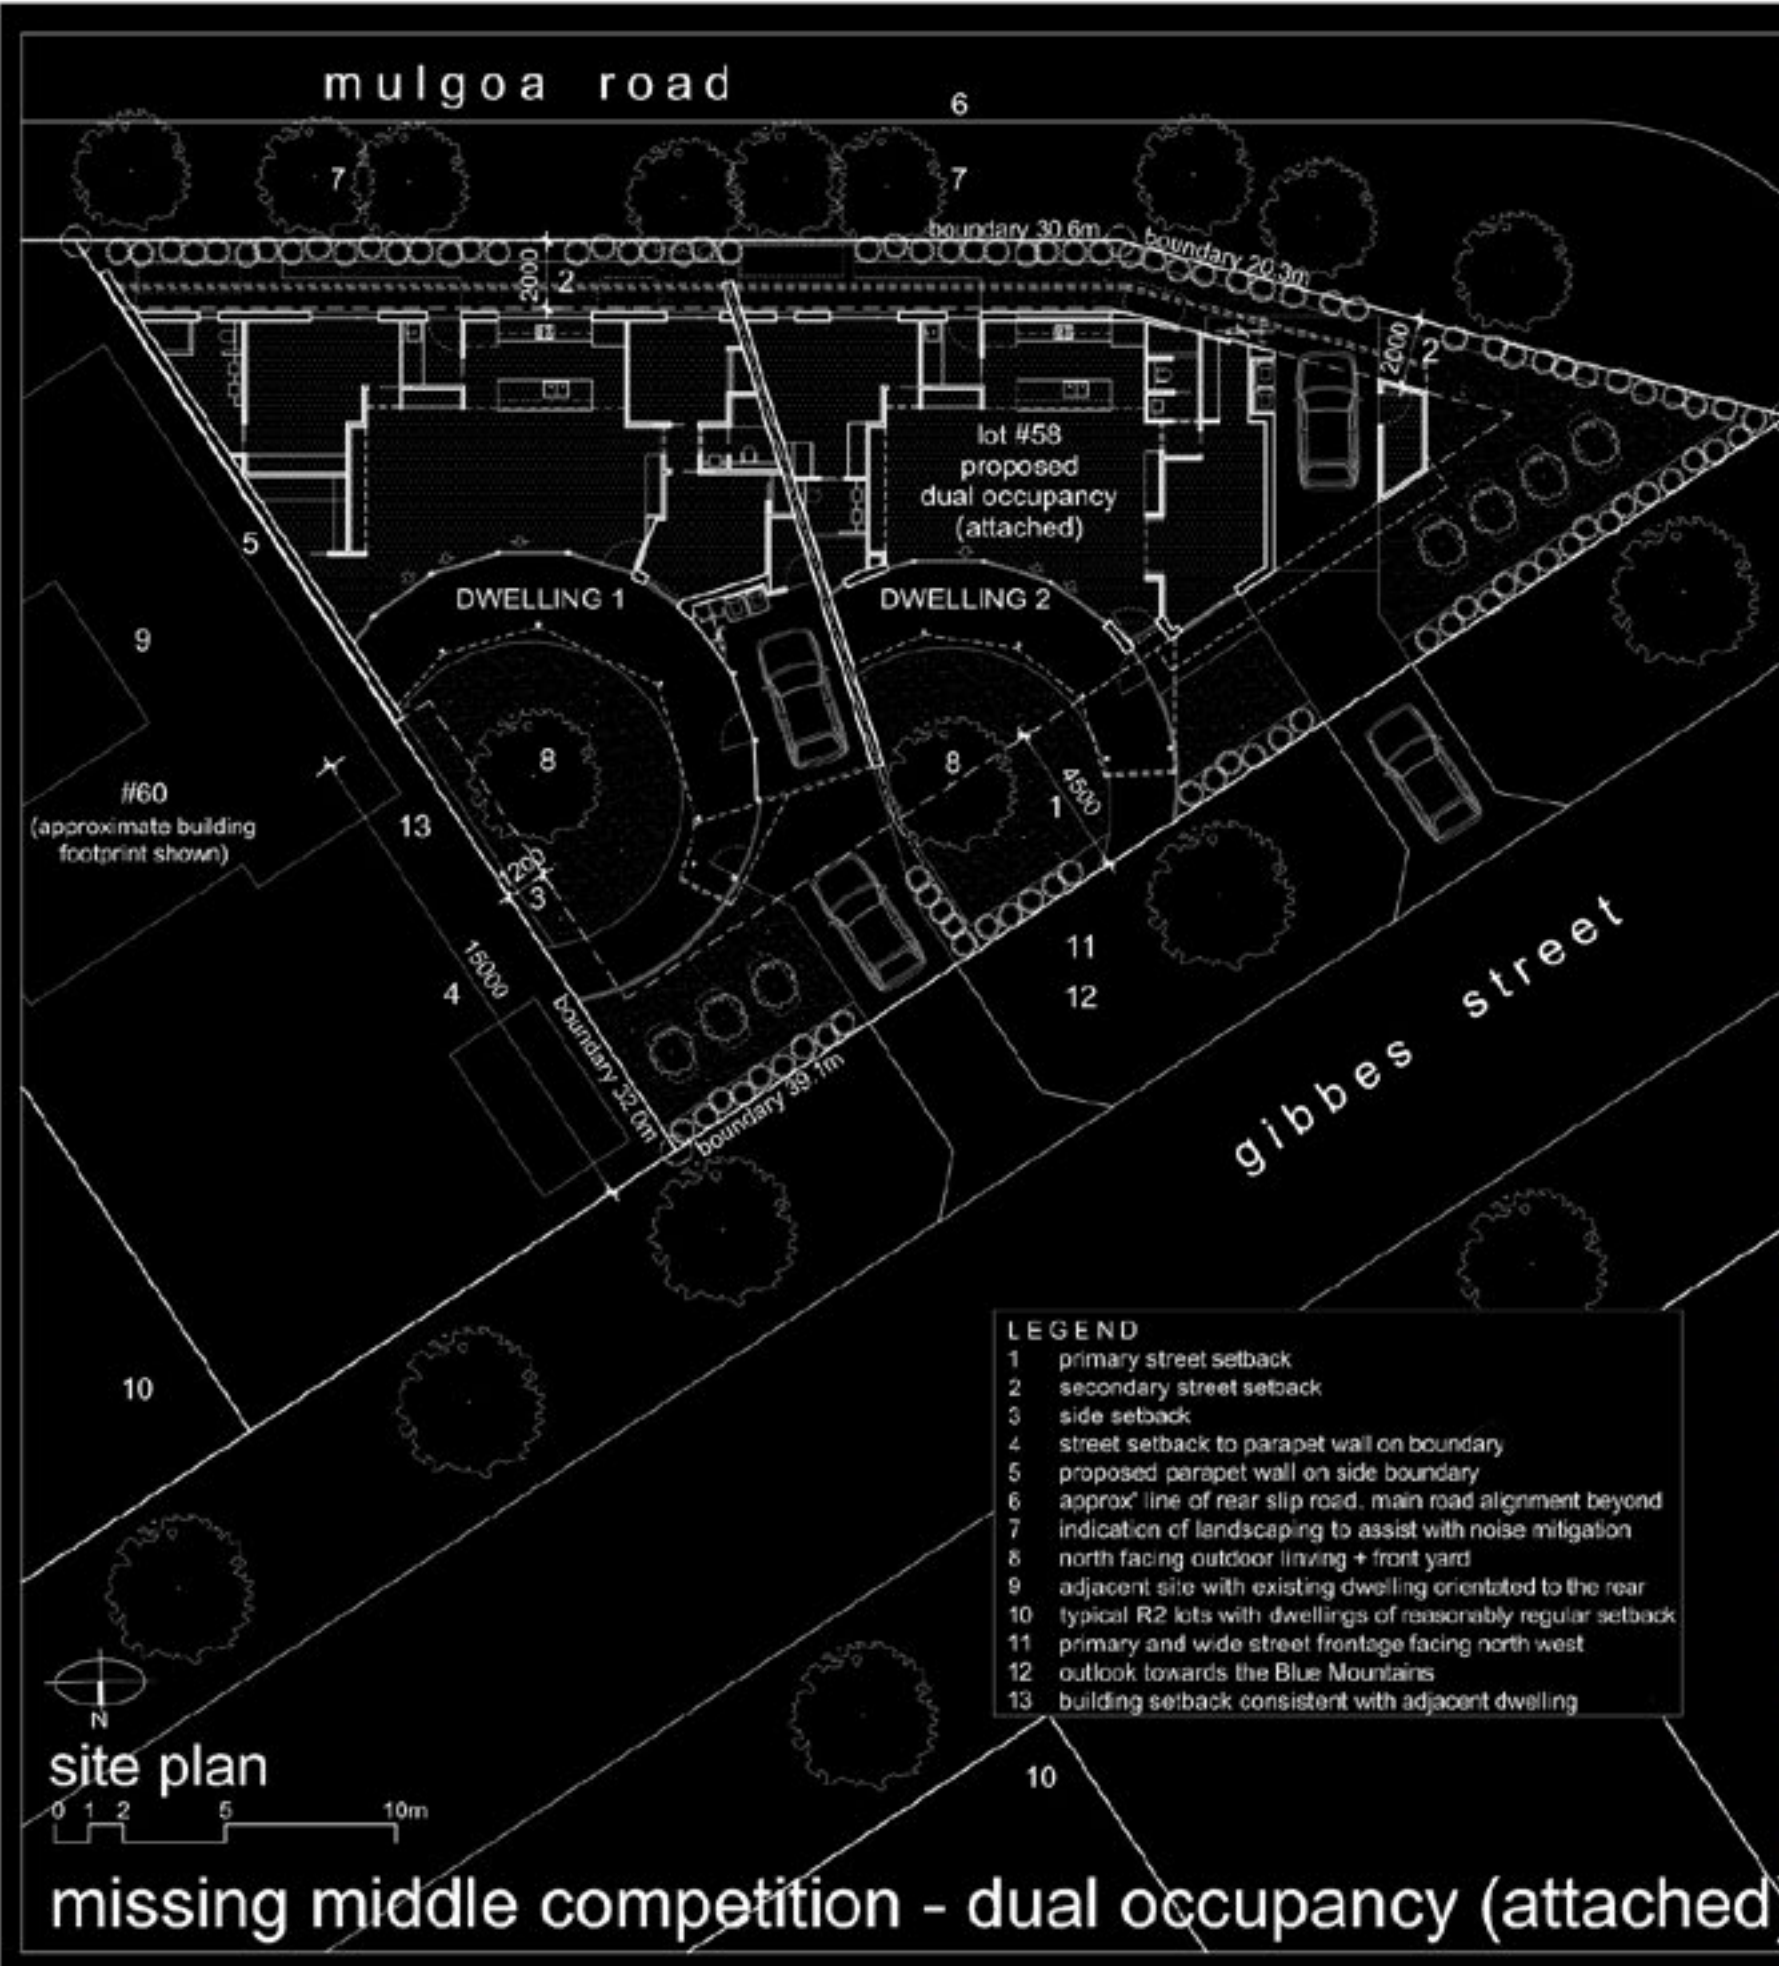 mulgoa road
6
7
7
boundary 30.6m
boundary 20.3m
2000
2
2000
2
lot #58
proposed
dual occupancy
(attached)
5
DWELLING 1
DWELLING 2
9
8
8
#60
(approximate building
footprint shown)
13
4500
1
3
15000
4
11
12
boundary 32.0m
boundary 39.1m
gibbes street
10
LEGEND
1 primary street setback
2 secondary street setback
3 side setback
4 street setback to parapet wall on boundary
5 proposed parapet wall on side boundary
6 approx' line of rear slip road. main road alignment beyond
7 indication of landscaping to assist with noise mitigation
8 north facing outdoor linving + front yard
9 adjacent site with existing dwelling orientated to the rear
10 typical R2 lots with dwellings of reasonably regular setback
11 primary and wide street frontage facing north west
12 outlook towards the Blue Mountains
13 building setback consistent with adjacent dwelling
N
site plan
0 1 2 5 10m
10
missing middle competition - dual occupancy (attached)